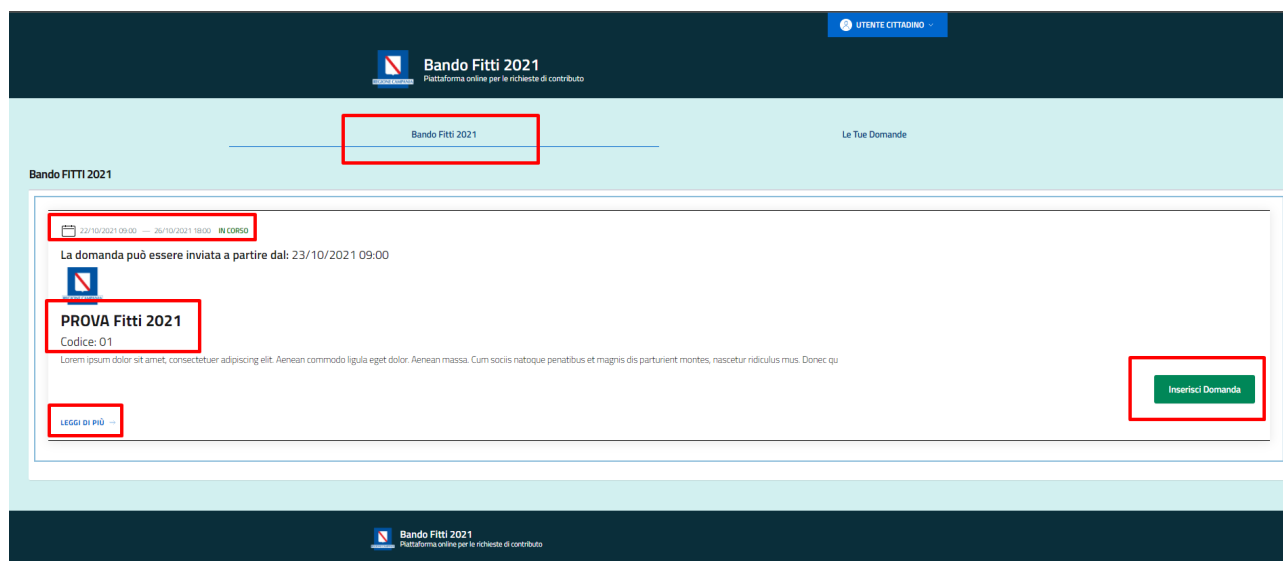 UTENTE CITTADINO
Bando Fitti 2021
REGIONE CAMPANIA
Piattaforma online per le richieste di contributo
Bando Fitti 2021
Le Tue Domande
Bando FITTI 2021
22/10/2021 09:00 — 26/10/2021 18:00 IN CORSO
La domanda può essere inviata a partire dal: 23/10/2021 09:00
REGIONE CAMPANIA
PROVA Fitti 2021
Codice: 01
Lorem ipsum dolor sit amet, consectetuer adipiscing elit. Aenean commodo ligula eget dolor. Aenean massa. Cum sociis natoque penatibus et magnis dis parturient montes, nascetur ridiculus mus. Donec qu
Inserisci Domanda
LEGGI DI PIÙ →
Bando Fitti 2021
Piattaforma online per le richieste di contributo